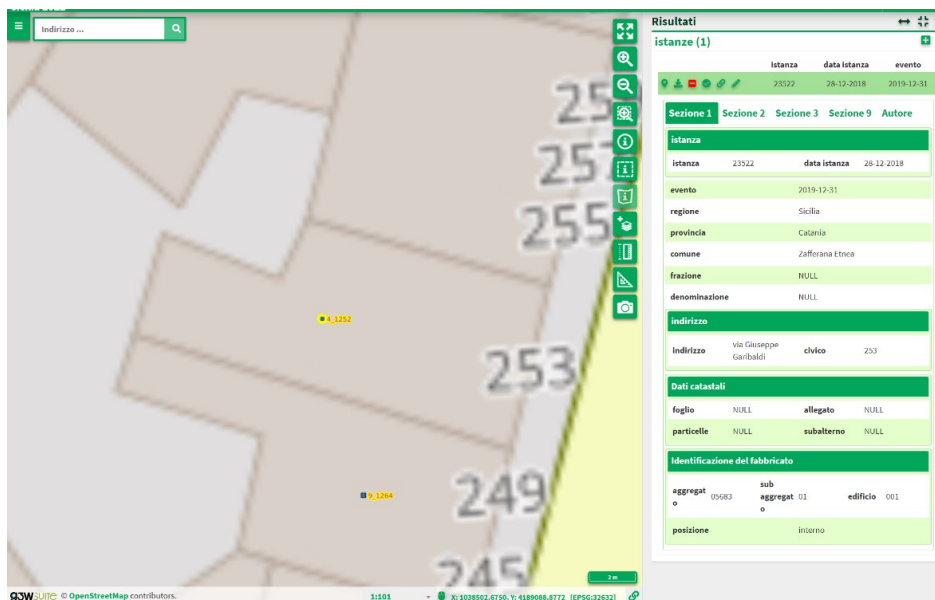 Indirizzo ...
255
253
249
245
4_1252
9_1264
2 m
G3WSUITE © OpenStreetMap contributors.
1:101
X: 1038502.6750, Y: 4189088.8772 [EPSG:32632]
Risultati
istanze (1)
istanza data istanza evento
23522 28-12-2018 2019-12-31
Sezione 1 Sezione 2 Sezione 3 Sezione 9 Autore
istanza
istanza 23522 data istanza 28-12-2018
evento 2019-12-31
regione Sicilia
provincia Catania
comune Zafferana Etnea
frazione NULL
denominazione NULL
indirizzo
indirizzo via Giuseppe Garibaldi civico 253
Dati catastali
foglio NULL allegato NULL
particelle NULL subalterno NULL
Identificazione del fabbricato
aggregato 05683 sub aggregato 01 edificio 001
posizione interno